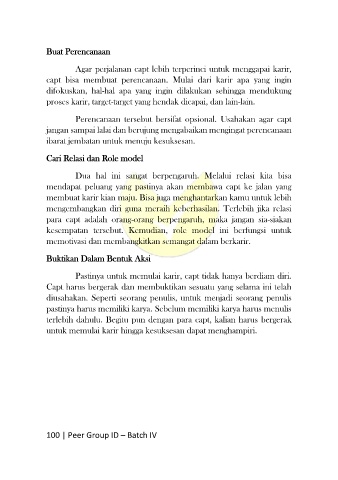 Buat Perencanaan
Agar perjalanan capt lebih terperinci untuk menggapai karir,
capt bisa membuat perencanaan. Mulai dari karir apa yang ingin
difokuskan, hal-hal apa yang ingin dilakukan sehingga mendukung
proses karir, target-target yang hendak dicapai, dan lain-lain.
Perencanaan tersebut bersifat opsional. Usahakan agar capt
jangan sampai lalai dan berujung mengabaikan mengingat perencanaan
ibarat jembatan untuk menuju kesuksesan.
Cari Relasi dan Role model
Dua hal ini sangat berpengaruh. Melalui relasi kita bisa
mendapat peluang yang pastinya akan membawa capt ke jalan yang
membuat karir kian maju. Bisa juga menghantarkan kamu untuk lebih
mengembangkan diri guna meraih keberhasilan. Terlebih jika relasi
para capt adalah orang-orang berpengaruh, maka jangan sia-siakan
kesempatan tersebut. Kemudian, role model ini berfungsi untuk
memotivasi dan membangkitkan semangat dalam berkarir.
Buktikan Dalam Bentuk Aksi
Pastinya untuk memulai karir, capt tidak hanya berdiam diri.
Capt harus bergerak dan membuktikan sesuatu yang selama ini telah
diusahakan. Seperti seorang penulis, untuk menjadi seorang penulis
pastinya harus memiliki karya. Sebelum memiliki karya harus menulis
terlebih dahulu. Begitu pun dengan para capt, kalian harus bergerak
untuk memulai karir hingga kesuksesan dapat menghampiri.
100 | Peer Group ID – Batch IV